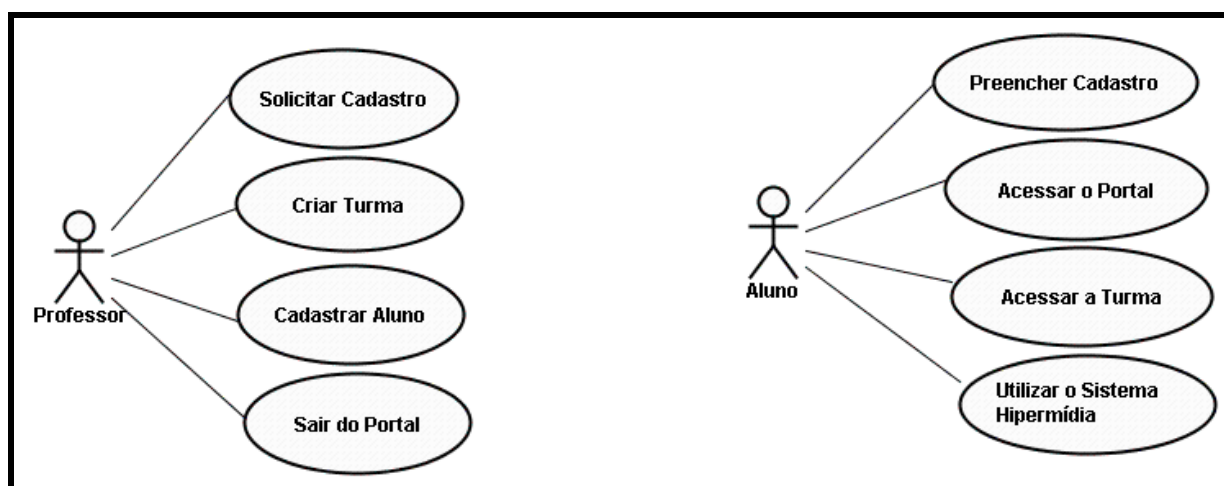 Solicitar Cadastro
Criar Turma
Professor
Cadastrar Aluno
Sair do Portal
Preencher Cadastro
Acessar o Portal
Aluno
Acessar a Turma
Utilizar o Sistema
Hipermídia